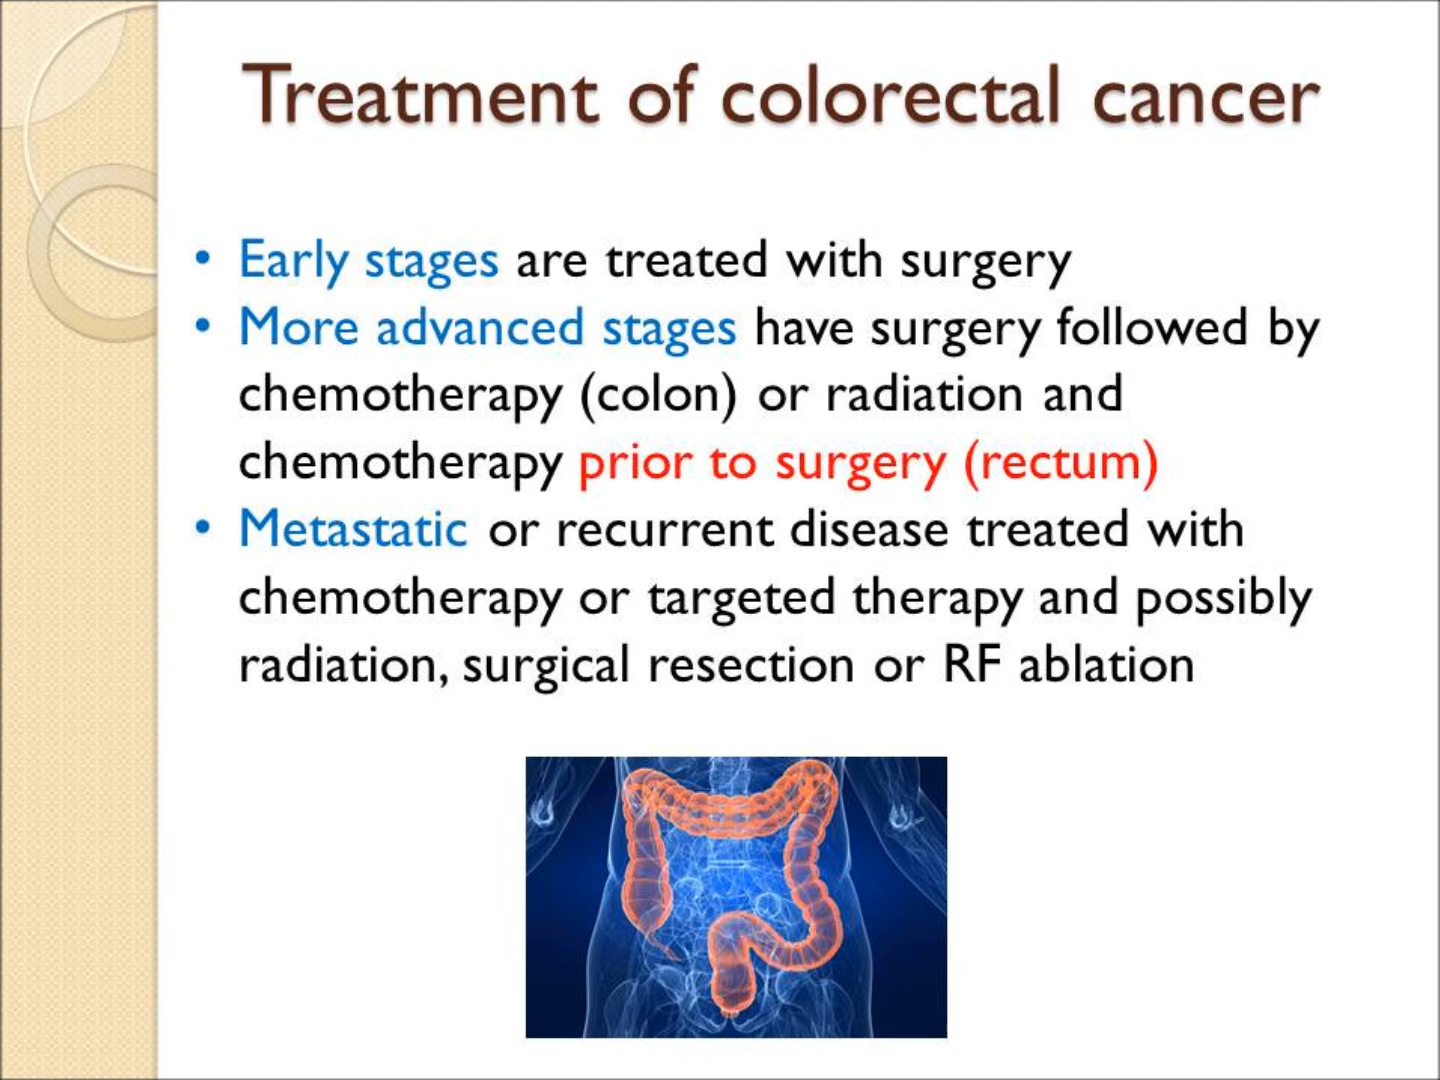 Treatment of colorectal cancer
• Early stages are treated with surgery
• More advanced stages have surgery followed by
chemotherapy (colon) or radiation and
chemotherapy prior to surgery (rectum)
• Metastatic or recurrent disease treated with
chemotherapy or targeted therapy and possibly
radiation, surgical resection or RF ablation